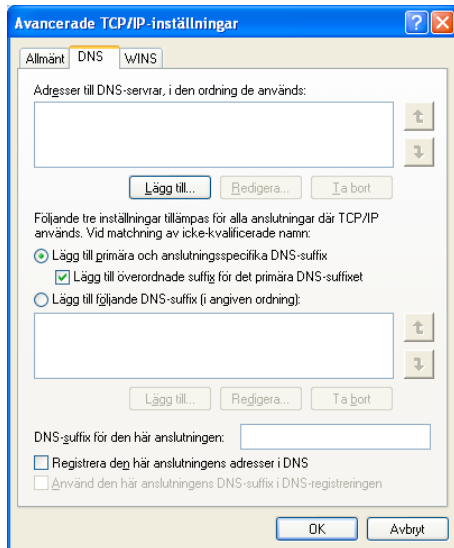 Avancerade TCP/IP-inställningar
Allmänt DNS WINS
Adresser till DNS-servrar, i den ordning de används:
Lägg till... Redigera... Ta bort
Följande tre inställningar tillämpas för alla anslutningar där TCP/IP
används. Vid matchning av icke-kvalificerade namn:
Lägg till primära och anslutningsspecifika DNS-suffix
Lägg till överordnade suffix för det primära DNS-suffixet
Lägg till följande DNS-suffix (i angiven ordning):
Lägg till... Redigera... Ta bort
DNS-suffix för den här anslutningen:
Registrera den här anslutningens adresser i DNS
Använd den här anslutningens DNS-suffix i DNS-registreringen
OK Avbryt